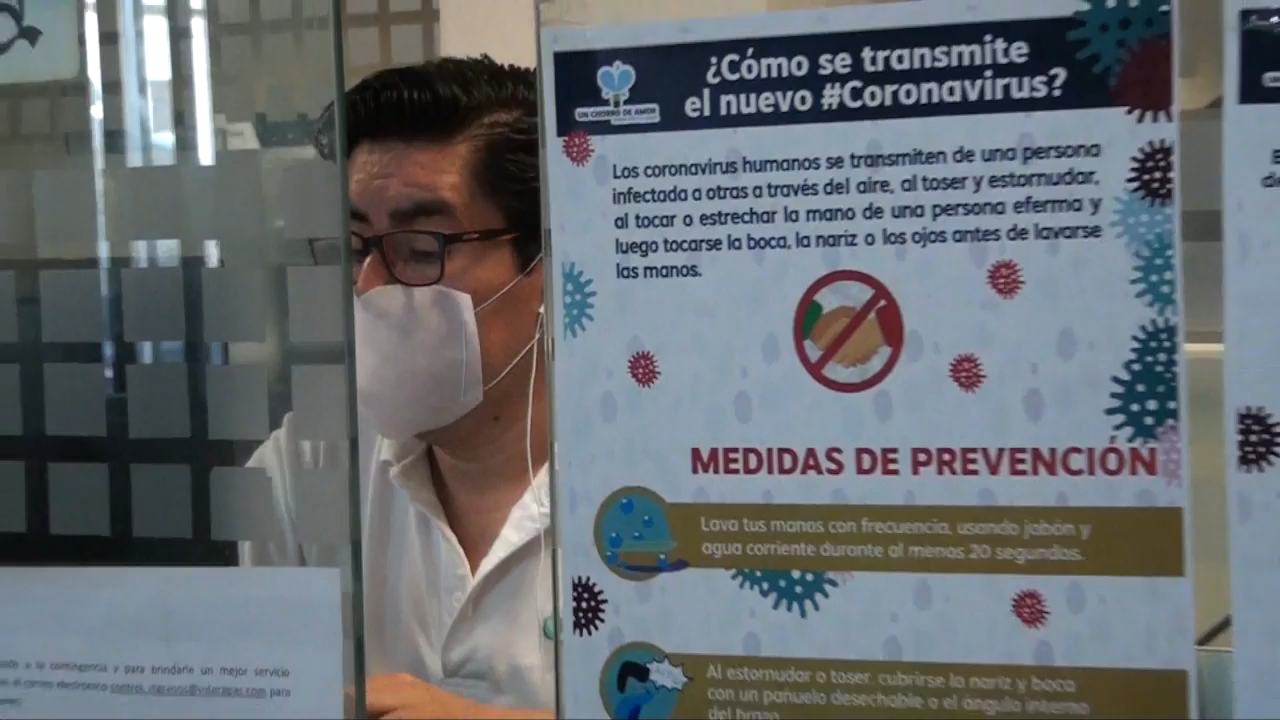 ¿Cómo se transmite
el nuevo #Coronavirus?
UN CHORRO DE AMOR
Los coronavirus humanos se transmiten de una persona
infectada a otras a través del aire, al toser y estornudar,
al tocar o estrechar la mano de una persona eferma y
luego tocarse la boca, la nariz o los ojos antes de lavarse
las manos.
MEDIDAS DE PREVENCIÓN
Lava tus manos con frecuencia, usando jabón y
agua corriente durante al menos 20 segundos.
Al estornudar o toser, cubrirse la nariz y boca
con un pañuelo desechable o el ángulo interno
del brazo
a la contingencia y para brindarle un mejor servicio
el correo electrónico para